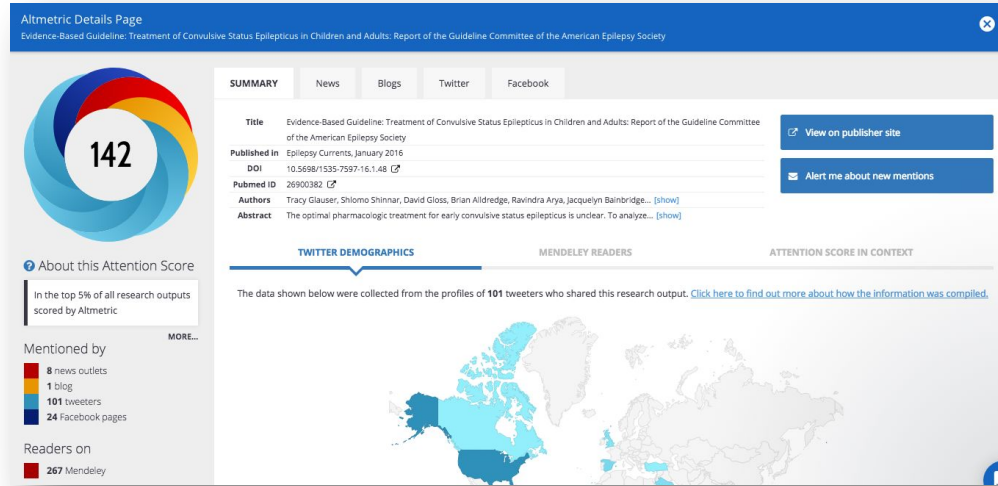 Altmetric Details Page
Evidence-Based Guideline: Treatment of Convulsive Status Epilepticus in Children and Adults: Report of the Guideline Committee of the American Epilepsy Society
142
About this Attention Score
In the top 5% of all research outputs
scored by Altmetric
MORE...
Mentioned by
8 news outlets
1 blog
101 tweeters
24 Facebook pages
Readers on
267 Mendeley
SUMMARY News Blogs Twitter Facebook
Title Evidence-Based Guideline: Treatment of Convulsive Status Epilepticus in Children and Adults: Report of the Guideline Committee
of the American Epilepsy Society
Published in Epilepsy Currents, January 2016
DOI 10.5698/1535-7597-16.1.48
Pubmed ID 26900382
Authors Tracy Glauser, Shlomo Shinnar, David Gloss, Brian Alldredge, Ravindra Arya, Jacquelyn Bainbridge... [show]
Abstract The optimal pharmacologic treatment for early convulsive status epilepticus is unclear. To analyze... [show]
View on publisher site
Alert me about new mentions
TWITTER DEMOGRAPHICS MENDELEY READERS ATTENTION SCORE IN CONTEXT
The data shown below were collected from the profiles of 101 tweeters who shared this research output. Click here to find out more about how the information was compiled.